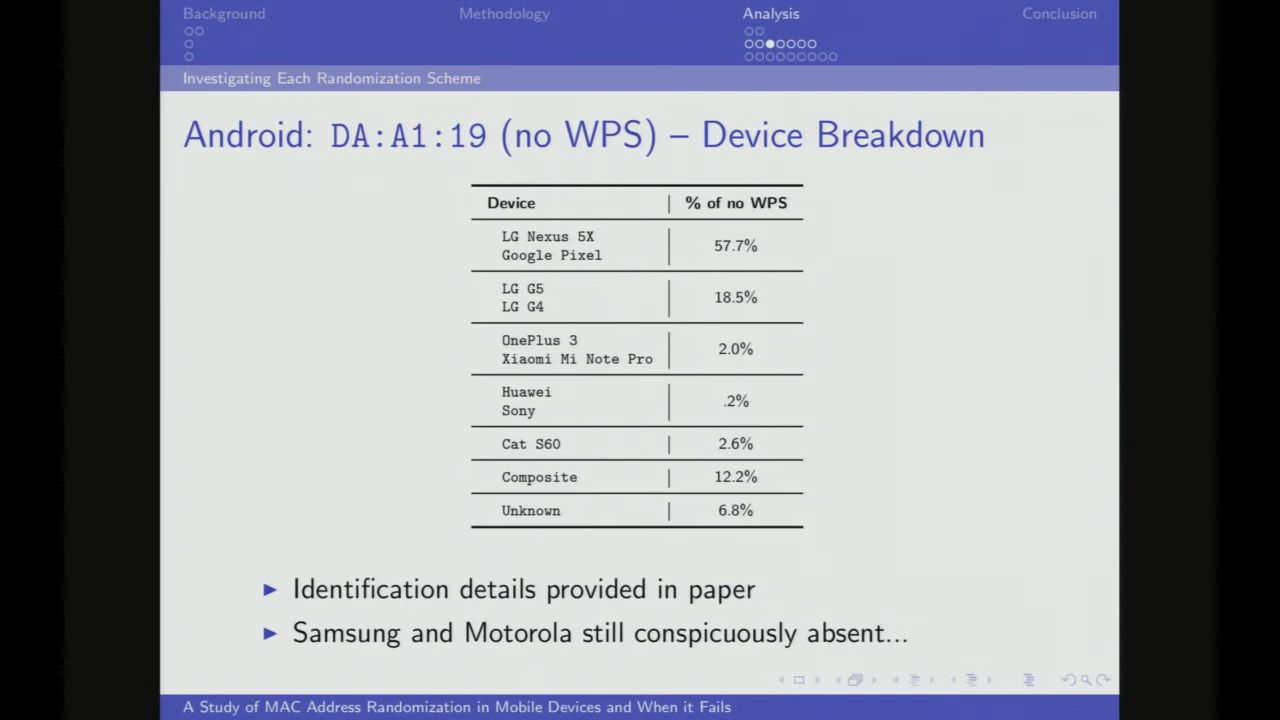 Background Methodology Analysis Conclusion
Investigating Each Randomization Scheme
Android: DA:A1:19 (no WPS) – Device Breakdown
Device % of no WPS
LG Nexus 5X
Google Pixel
57.7%
LG G5
LG G4
18.5%
OnePlus 3
Xiaomi Mi Note Pro
2.0%
Huawei
Sony
.2%
Cat S60 2.6%
Composite 12.2%
Unknown 6.8%
Identification details provided in paper
Samsung and Motorola still conspicuously absent...
A Study of MAC Address Randomization in Mobile Devices and When it Fails